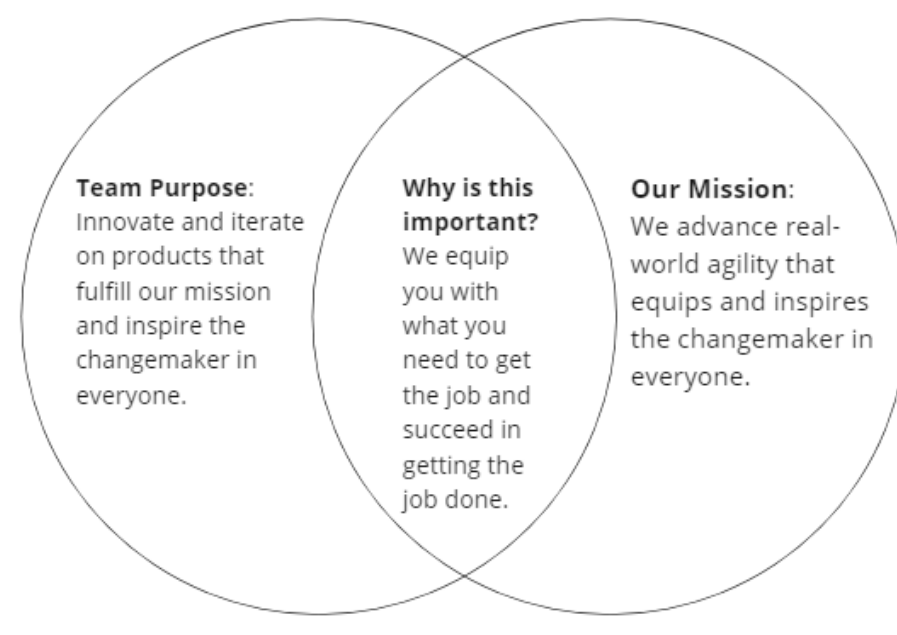 Team Purpose:
Innovate and iterate
on products that
fulfill our mission
and inspire the
changemaker in
everyone.
Why is this
important?
We equip
you with
what you
need to get
the job and
succeed in
getting the
job done.
Our Mission:
We advance real-
world agility that
equips and inspires
the changemaker in
everyone.